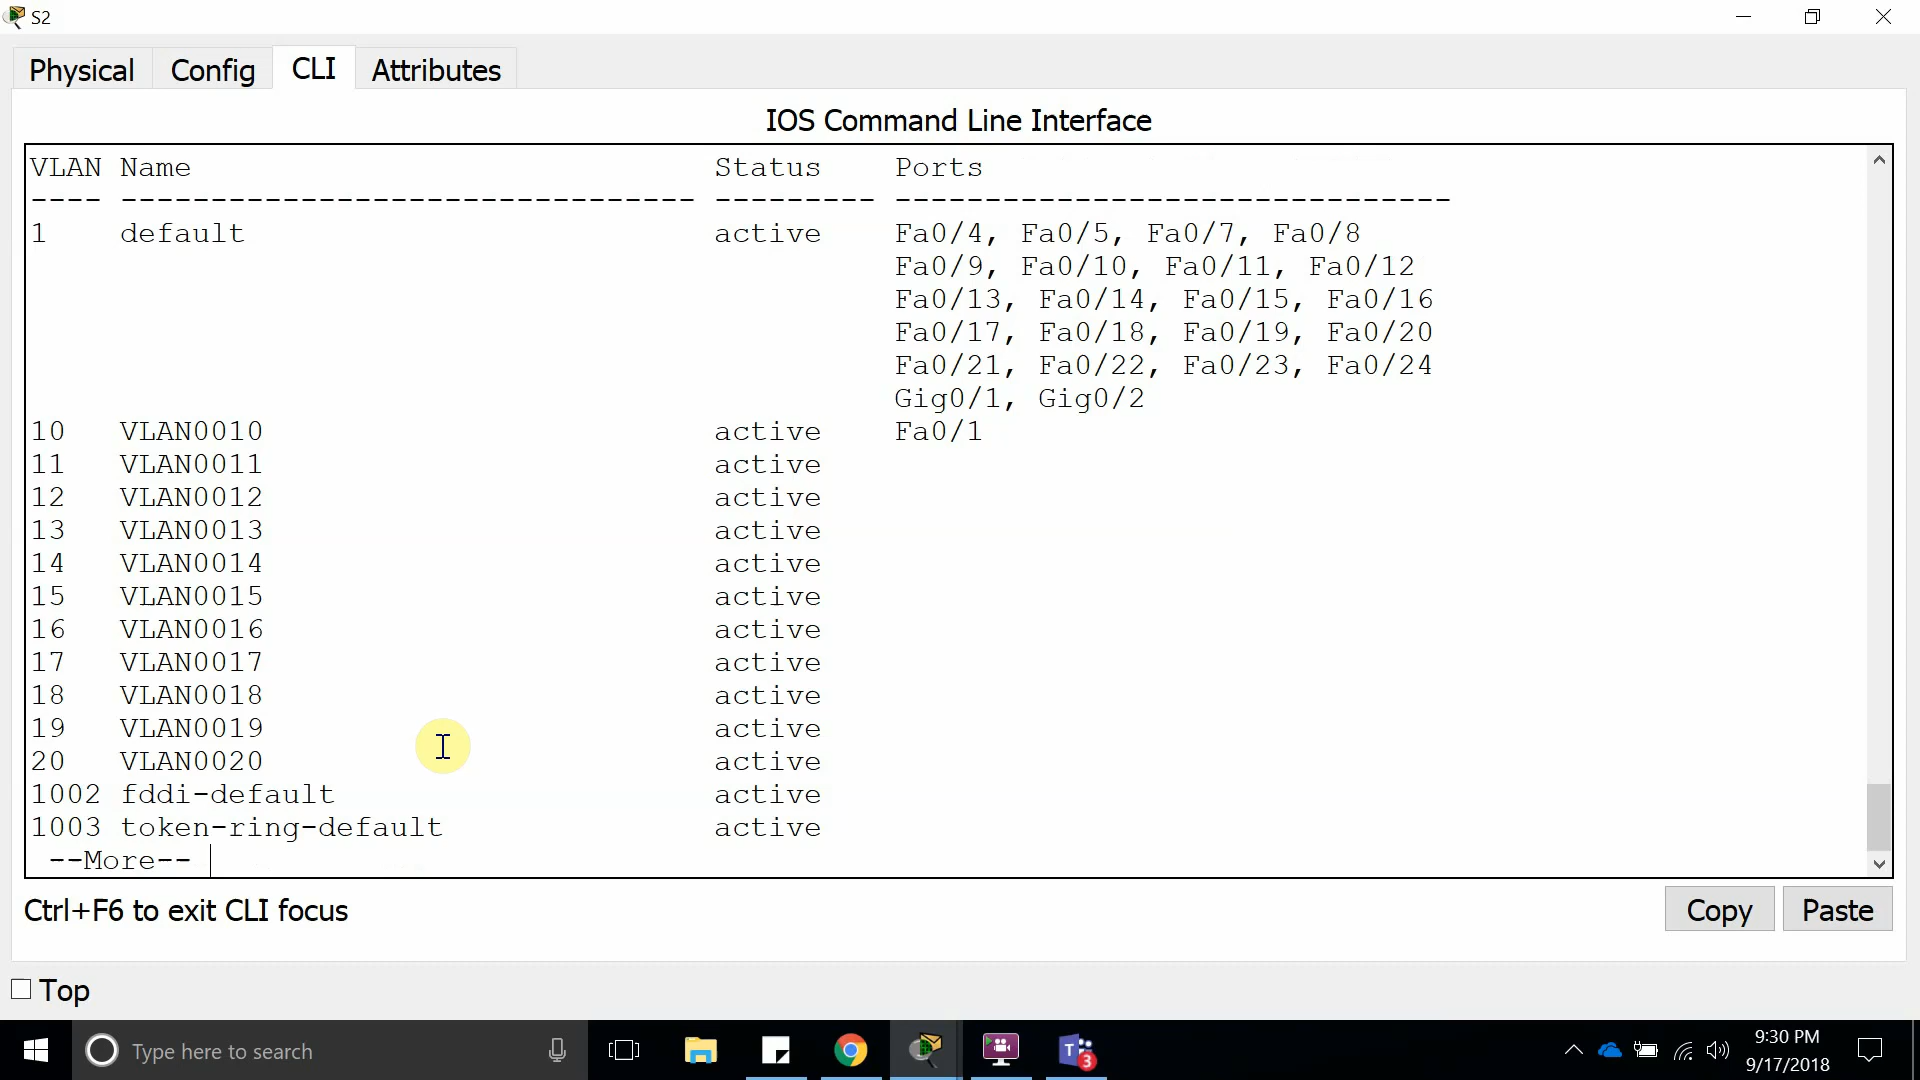 S2
Physical Config CLI Attributes
IOS Command Line Interface
VLAN Name Status Ports
---- -------------------------------- --------- -------------------------------
1 default active Fa0/4, Fa0/5, Fa0/7, Fa0/8
Fa0/9, Fa0/10, Fa0/11, Fa0/12
Fa0/13, Fa0/14, Fa0/15, Fa0/16
Fa0/17, Fa0/18, Fa0/19, Fa0/20
Fa0/21, Fa0/22, Fa0/23, Fa0/24
Gig0/1, Gig0/2
10 VLAN0010 active Fa0/1
11 VLAN0011 active
12 VLAN0012 active
13 VLAN0013 active
14 VLAN0014 active
15 VLAN0015 active
16 VLAN0016 active
17 VLAN0017 active
18 VLAN0018 active
19 VLAN0019 active
20 VLAN0020 active
1002 fddi-default active
1003 token-ring-default active
--More--
Ctrl+F6 to exit CLI focus
Copy Paste
Top
Type here to search
T 3
9:30 PM
9/17/2018